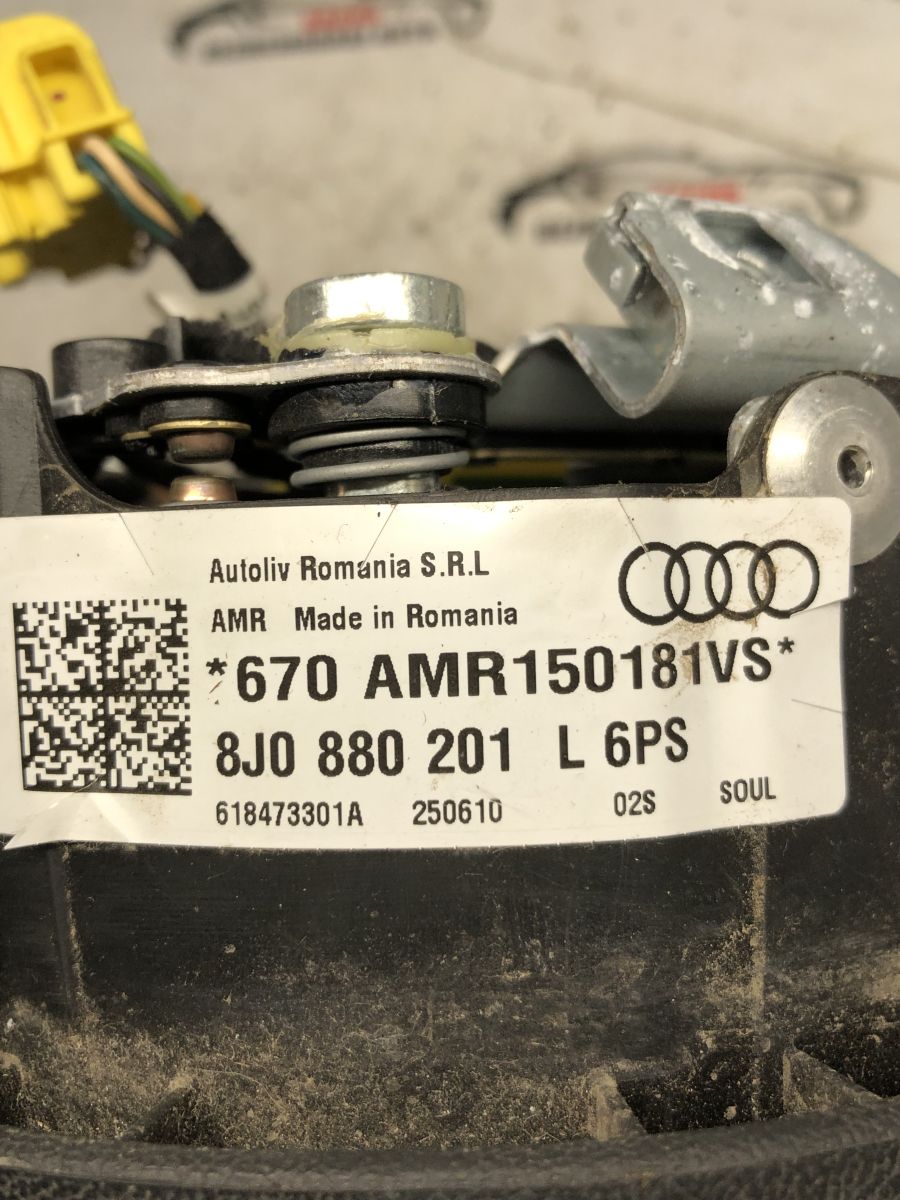 Autoliv Romania S.R.L
AMR Made in Romania
*670 AMR150181VS*
8J0 880 201 L 6PS
618473301A 250610 02S SOUL